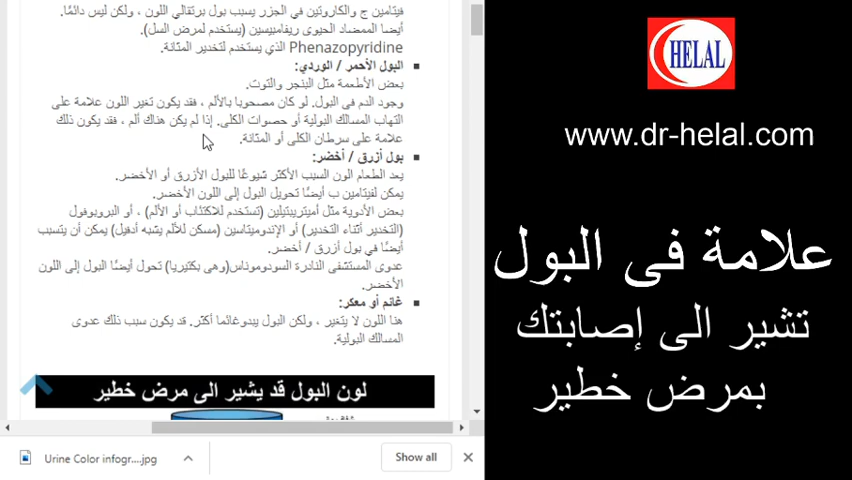 فيتامين ج والكاروتين في الجزر يسبب بول برتقالي اللون ، ولكن ليس دائمًا.
أيضا الممضاد الحيوى ريفامبيسين (يستخدم لمرض السل).
Phenazopyridine الذي يستخدم لتخدير المثانة.
البول الأحمر / الوردي:
بعض الأطعمة مثل البنجر والتوت.
وجود الدم في البول. لو كان مصحوبا بالألم ، فقد يكون تغير اللون علامة على
التهاب المسالك البولية أو حصوات الكلى. إذا لم يكن هناك ألم ، فقد يكون ذلك
علامة على سرطان الكلى أو المثانة.
بول أزرق / أخضر:
يعد الطعام الون السبب الأكثر شيوعًا للبول الأزرق أو الأخضر.
يمكن لفيتامين ب أيضًا تحويل البول إلى اللون الأخضر.
بعض الأدوية مثل أميتريبتيلين (تستخدم للاكتئاب أو الألم) ، أو البروبوفول
(التخدير أثناء التخدير) أو الإندوميتاسين (مسكن للألم يشبه أدفيل) يمكن أن يتسبب
أيضًا في بول أزرق / أخضر.
عدوى المستشفى النادرة السودوموناس(وهى بكثيريا) تحول أيضًا البول إلى اللون
الأخضر.
غائم أو معكر:
هنا اللون لا يتغير ، ولكن البول يبدوغائما أكثر. قد يكون سبب ذلك عدوى
المسالك البولية.
لون البول قد يشير الى مرض خطير
Urine Color infogr....jpg
Show all
HELAL
www.dr-helal.com
علامة فى البول
تشير الى إصابتك
بمرض خطير